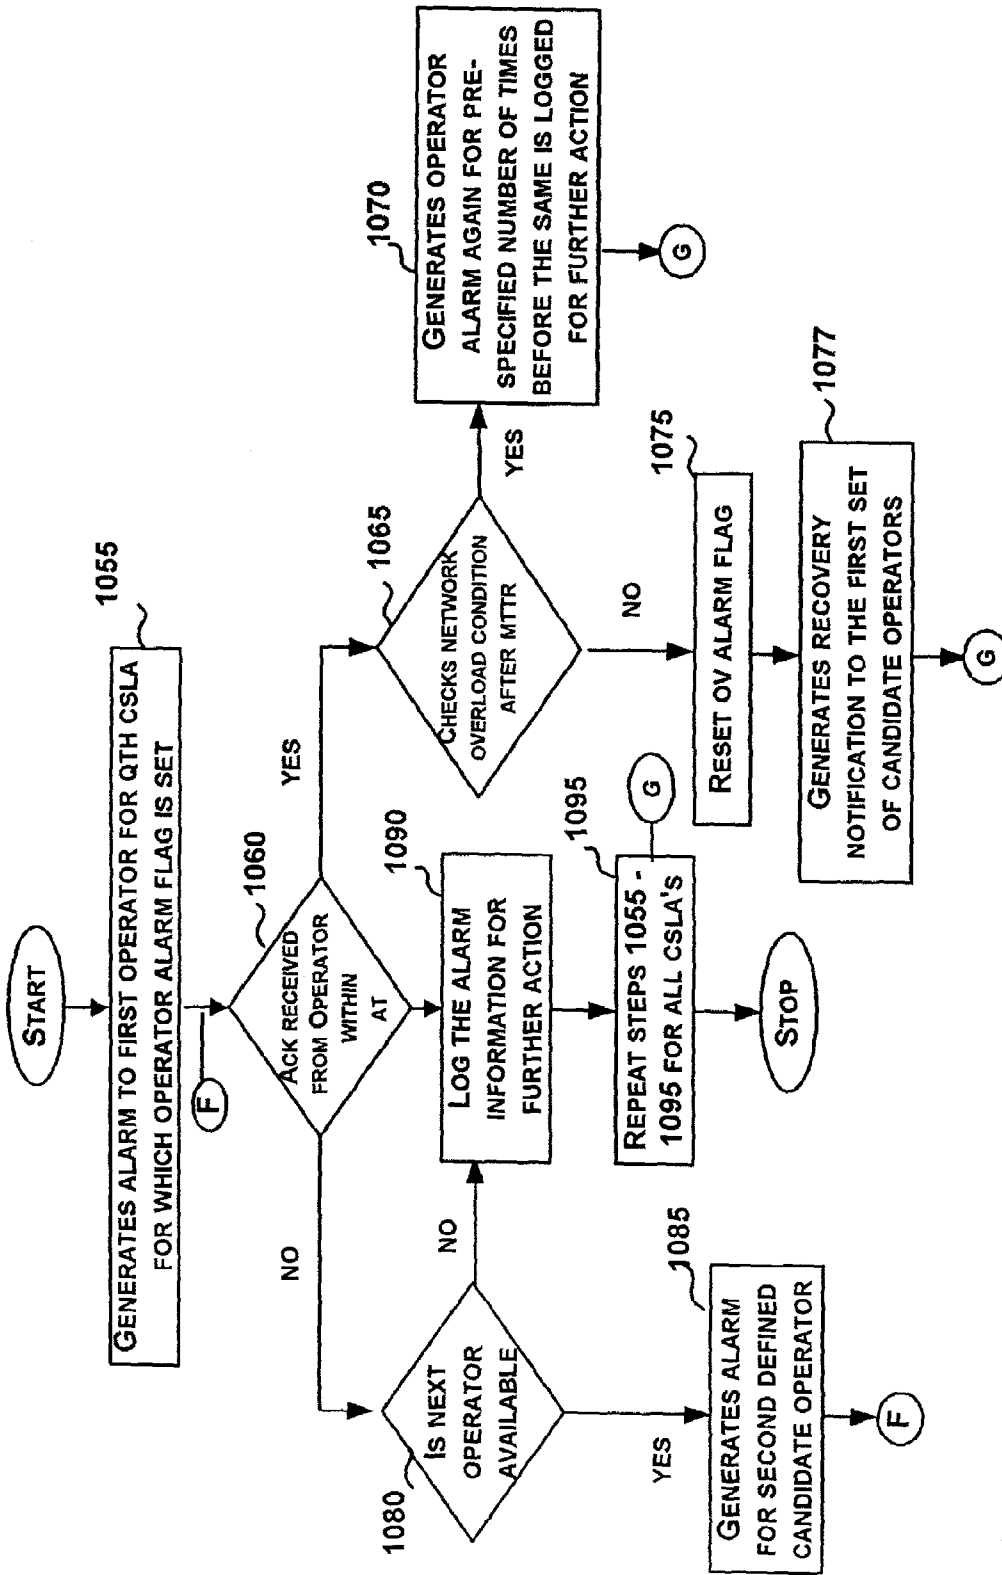 START
1055
GENERATES ALARM TO FIRST OPERATOR FOR QTH CSLA
FOR WHICH OPERATOR ALARM FLAG IS SET
F
1060
ACK RECEIVED
FROM OPERATOR
WITHIN
AT
NO
YES
1080
IS NEXT
OPERATOR
AVAILABLE
NO
YES
1085
GENERATES ALARM
FOR SECOND DEFINED
CANDIDATE OPERATOR
F
1090
LOG THE ALARM
INFORMATION FOR
FURTHER ACTION
1095
REPEAT STEPS 1055 -
1095 FOR ALL CSLA'S
G
STOP
1065
CHECKS NETWORK
OVERLOAD CONDITION
AFTER MTTR
YES
NO
1070
GENERATES OPERATOR
ALARM AGAIN FOR PRE-
SPECIFIED NUMBER OF TIMES
BEFORE THE SAME IS LOGGED
FOR FURTHER ACTION
G
1075
RESET OV ALARM FLAG
1077
GENERATES RECOVERY
NOTIFICATION TO THE FIRST SET
OF CANDIDATE OPERATORS
G